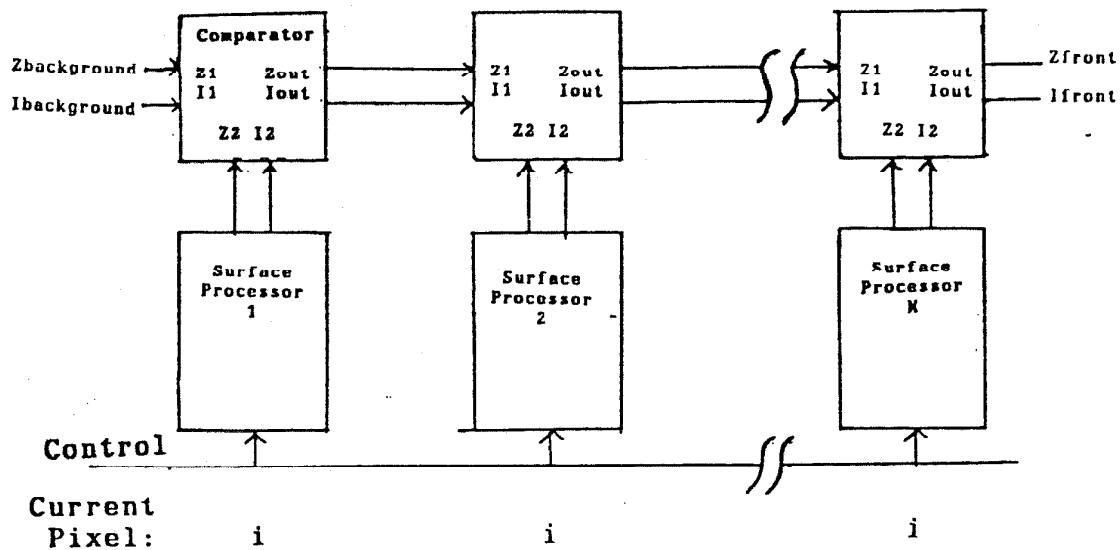 Comparator
Zbackground
Z1 Zout
Ibackground
I1 Iout
Z2 I2
Z1 Zout
I1 Iout
Z2 I2
Z1 Zout
I1 Iout
Z2 I2
Zfront
Ifront
Surface
Processor
1
Surface
Processor
2
Surface
Processor
N
Control
Current
Pixel: i i i